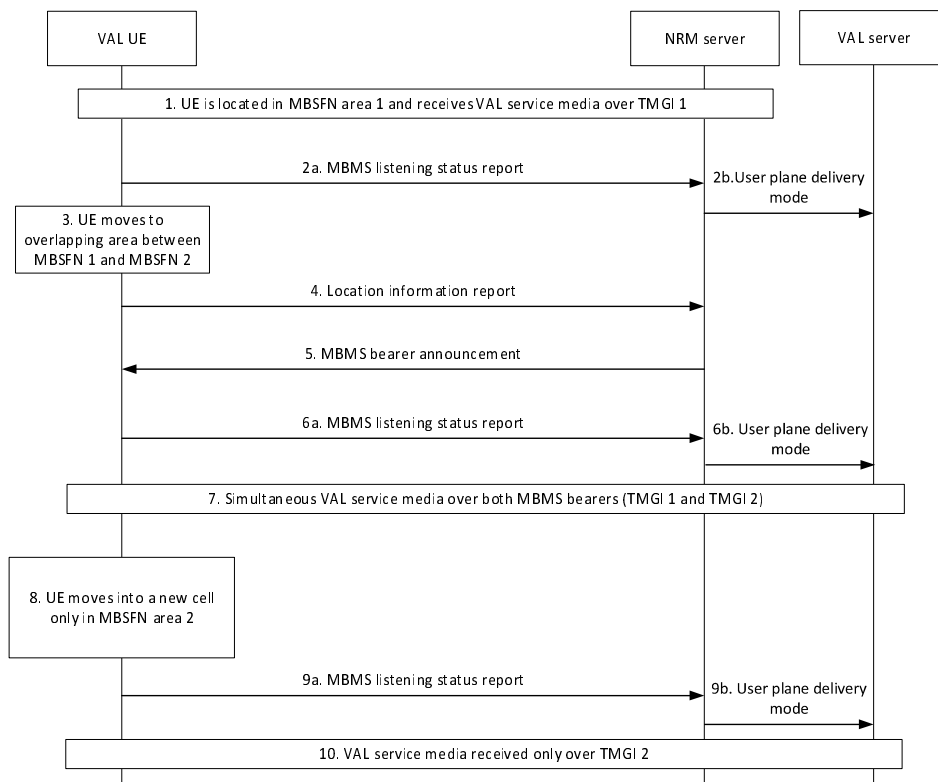 VAL UE
NRM server
VAL server
1. UE is located in MBSFN area 1 and receives VAL service media over TMGI 1
2a. MBMS listening status report
2b.User plane delivery
mode
3. UE moves to
overlapping area between
MBSFN 1 and MBSFN 2
4. Location information report
5. MBMS bearer announcement
6a. MBMS listening status report
6b. User plane delivery
mode
7. Simultaneous VAL service media over both MBMS bearers (TMGI 1 and TMGI 2)
8. UE moves into a new cell
only in MBSFN area 2
9a. MBMS listening status report
9b. User plane delivery
mode
10. VAL service media received only over TMGI 2